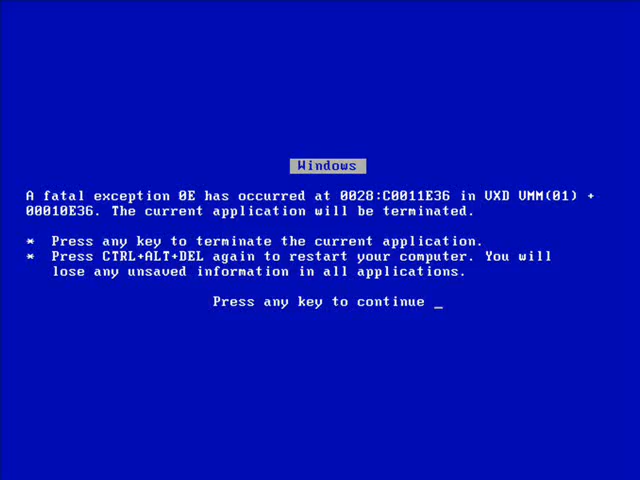 Windows
A fatal exception 0E has occurred at 0028:C0011E36 in VXD VMM(01) +
00010E36. The current application will be terminated.
* Press any key to terminate the current application.
* Press CTRL+ALT+DEL again to restart your computer. You will
lose any unsaved information in all applications.
Press any key to continue _